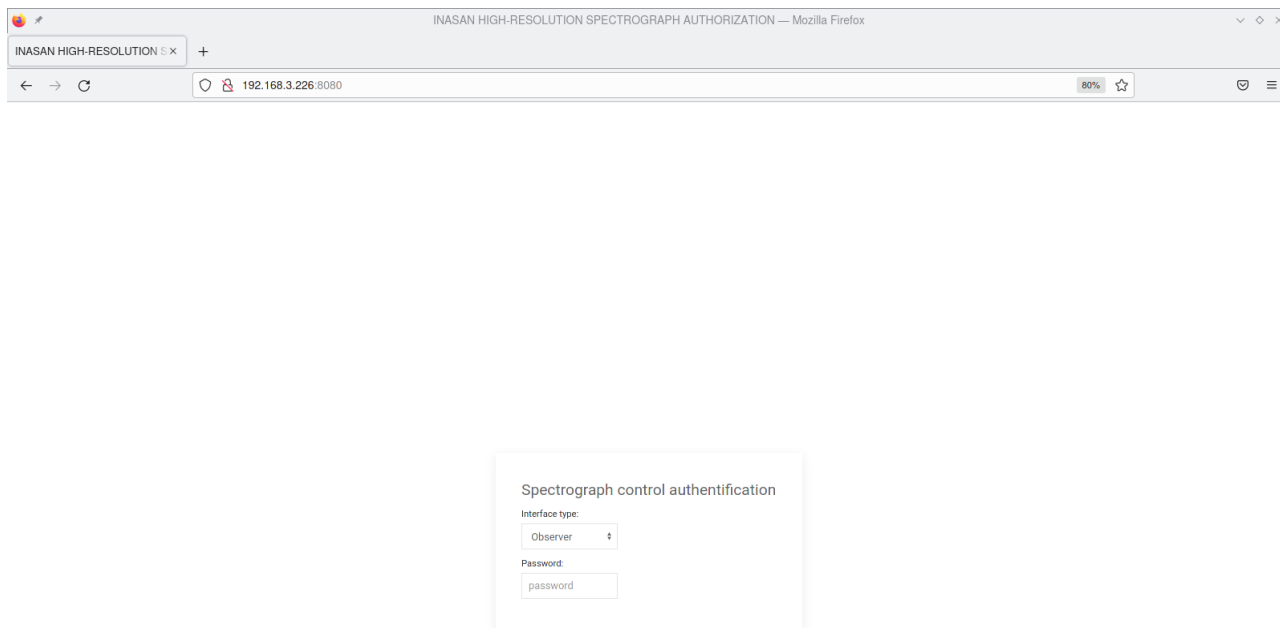 INASAN HIGH-RESOLUTION SPECTROGRAPH AUTHORIZATION — Mozilla Firefox
INASAN HIGH-RESOLUTION S
192.168.3.226:8080
80%
Spectrograph control authentification
Interface type:
Observer
Password:
password